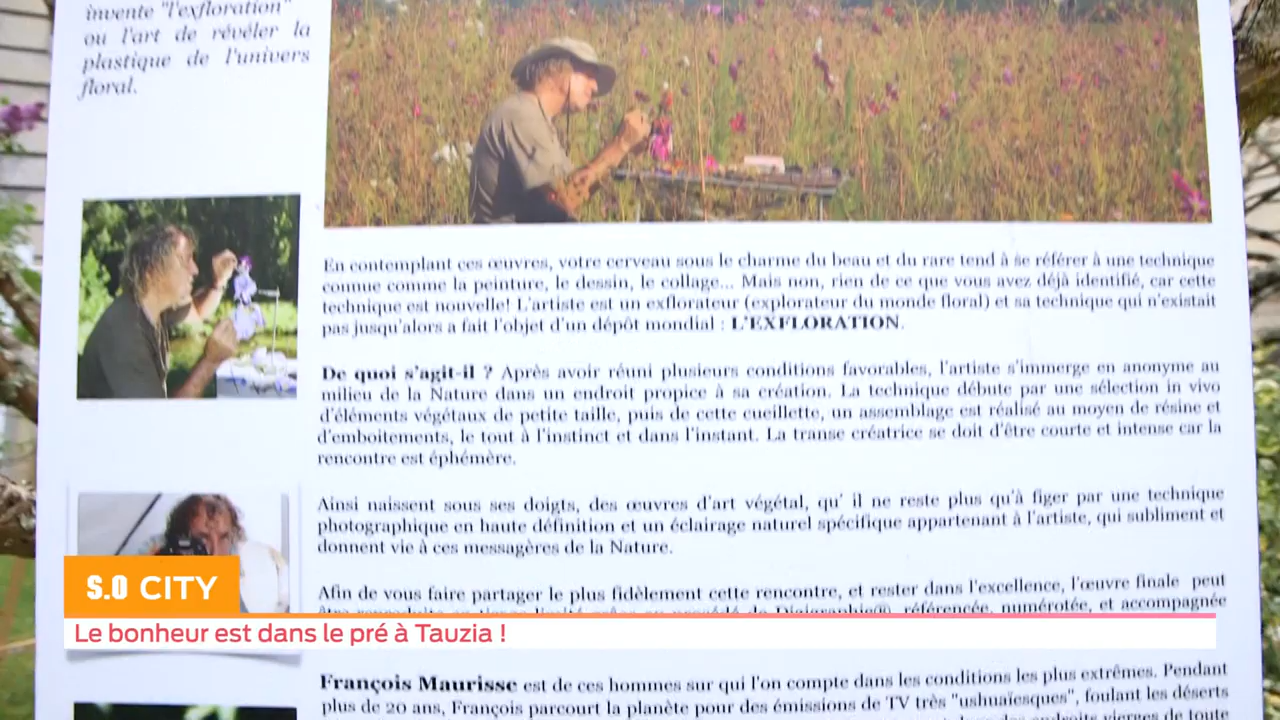 invente "l'exfloration"
ou l'art de révéler la
plastique de l'univers
floral.
En contemplant ces œuvres, votre cerveau sous le charme du beau et du rare tend à se référer à une technique
connue comme la peinture, le dessin, le collage... Mais non, rien de ce que vous avez déjà identifié, car cette
technique est nouvelle! L'artiste est un exflorateur (explorateur du monde floral) et sa technique qui n'existait
pas jusqu'alors a fait l'objet d'un dépôt mondial : L'EXFLORATION.
De quoi s'agit-il ? Après avoir réuni plusieurs conditions favorables, l'artiste s'immerge en anonyme au
milieu de la Nature dans un endroit propice à sa création. La technique débute par une sélection in vivo
d'éléments végétaux de petite taille, puis de cette cueillette, un assemblage est réalisé au moyen de résine et
d'emboitements, le tout à l'instinct et dans l'instant. La transe créatrice se doit d'être courte et intense car la
rencontre est éphémère.
Ainsi naissent sous ses doigts, des œuvres d'art végétal, qu' il ne reste plus qu'à figer par une technique
photographique en haute définition et un éclairage naturel spécifique appartenant à l'artiste, qui subliment et
donnent vie à ces messagères de la Nature.
Afin de vous faire partager le plus fidèlement cette rencontre, et rester dans l'excellence, l'œuvre finale peut
référencée, numérotée, et accompagnée
S.O CITY
Le bonheur est dans le pré à Tauzia !
François Maurisse est de ces hommes sur qui l'on compte dans les conditions les plus extrêmes. Pendant
plus de 20 ans, François parcourt la planète pour des émissions de TV très "ushuaïesques", foulant les déserts
endroits vierges de toute